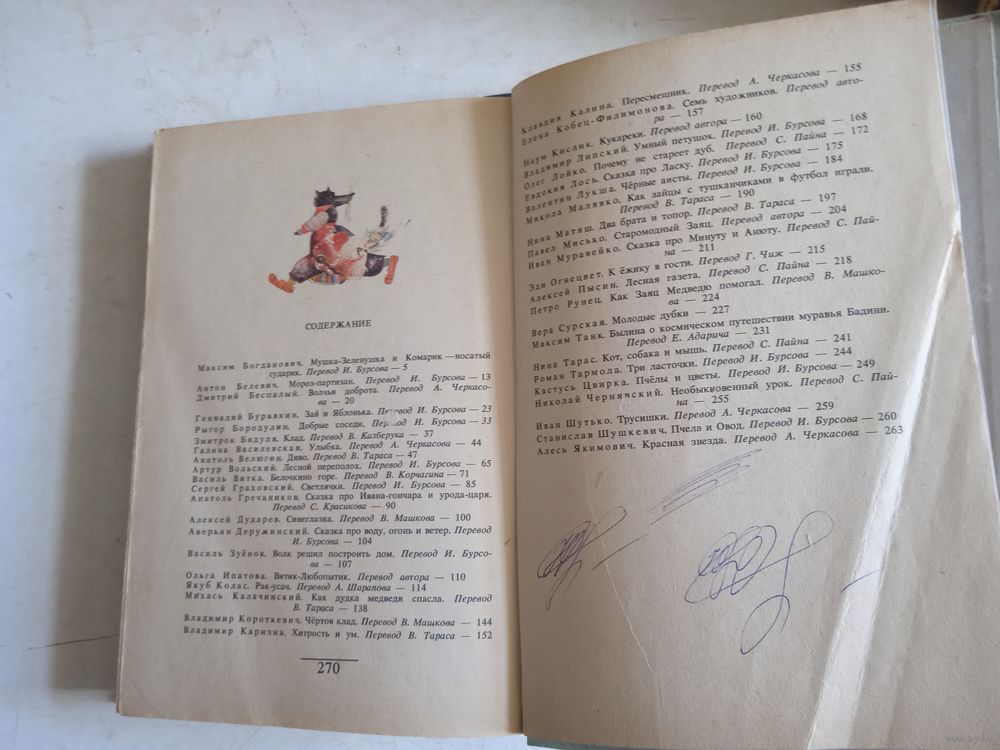 СОДЕРЖАНИЕ
Максим Богданович. Мушка-Зеленушка и Комарик — носатый
сударик. Перевод И. Бурсова — 5
Антон Белевич. Мороз-партизан. Перевод И. Бурсова — 13
Дмитрий Беспалый. Волчья доброта. Перевод А. Черкасо-
ва — 20
Геннадий Буравкин. Зай и Яблонька. Перевод И. Бурсова — 23
Рыгор Бородулин. Добрые соседи. Перевод И. Бурсова — 33
Змитрок Бядуля. Клад. Перевод В. Казберука — 37
Галина Василевская. Улыбка. Перевод А. Черкасова — 44
Анатоль Велюгин. Диво. Перевод В. Тараса — 47
Артур Вольский. Лесной переполох. Перевод И. Бурсова — 65
Василь Витка. Белочкино горе. Перевод В. Корчагина — 71
Сергей Граховский. Светлячки. Перевод И. Бурсова — 85
Анатоль Гречаников. Сказка про Ивана-гончара и урода-царя.
Перевод С. Красикова — 90
Алексей Дударев. Синеглазка. Перевод В. Машкова — 100
Аверьян Деружинский. Сказка про воду, огонь и ветер. Перевод
И. Бурсова — 104
Василь Зуёнок. Волк решил построить дом. Перевод И. Бурсо-
ва — 107
Ольга Ипатова. Витик-Любопытик. Перевод автора — 110
Якуб Колас. Рак-усач. Перевод А. Шарапова — 114
Михась Калачинский. Как дудка медведя спасла. Перевод
В. Тараса — 138
Владимир Короткевич. Чёртов клад. Перевод В. Машкова — 144
Владимир Каризна. Хитрость и ум. Перевод В. Тараса — 152
270
Клавдия Калина. Пересмешник. Перевод А. Черкасова — 155
Елена Кобец-Филимонова. Семь художников. Перевод авто-
ра — 157
Наум Кислик. Кукареки. Перевод автора — 160
Владимир Липский. Умный петушок. Перевод И. Бурсова — 168
Олег Лойко. Почему не стареет дуб. Перевод С. Пайна — 172
Евдокия Лось. Сказка про Ласку. Перевод И. Бурсова — 175
Валентин Лукша. Чёрные аисты. Перевод И. Бурсова — 184
Микола Малявко. Как зайцы с тушканчиками в футбол играли.
Перевод В. Тараса — 190
Нина Матяш. Два брата и топор. Перевод В. Тараса — 197
Павел Мисько. Старомодный Заяц. Перевод автора — 204
Иван Муравейко. Сказка про Минуту и Анюту. Перевод С. Пай-
на — 211
Эди Огнецвет. К ёжику в гости. Перевод Г. Чиж — 215
Алексей Пысин. Лесная газета. Перевод С. Пайна — 218
Петро Рунец. Как Заяц Медведю помогал. Перевод В. Машко-
ва — 224
Вера Сурская. Молодые дубки — 227
Максим Танк. Былина о космическом путешествии муравья Бадини.
Перевод Е. Адарича — 231
Нина Тарас. Кот, собака и мышь. Перевод С. Пайна — 241
Роман Тармола. Три ласточки. Перевод И. Бурсова — 244
Кастусь Цвирка. Пчёлы и цветы. Перевод И. Бурсова — 249
Николай Чернявский. Необыкновенный урок. Перевод С. Пай-
на — 255
Иван Шутько. Трусишки. Перевод А. Черкасова — 259
Станислав Шушкевич. Пчела и Овод. Перевод И. Бурсова — 260
Алесь Якимович. Красная звезда. Перевод А. Черкасова — 263